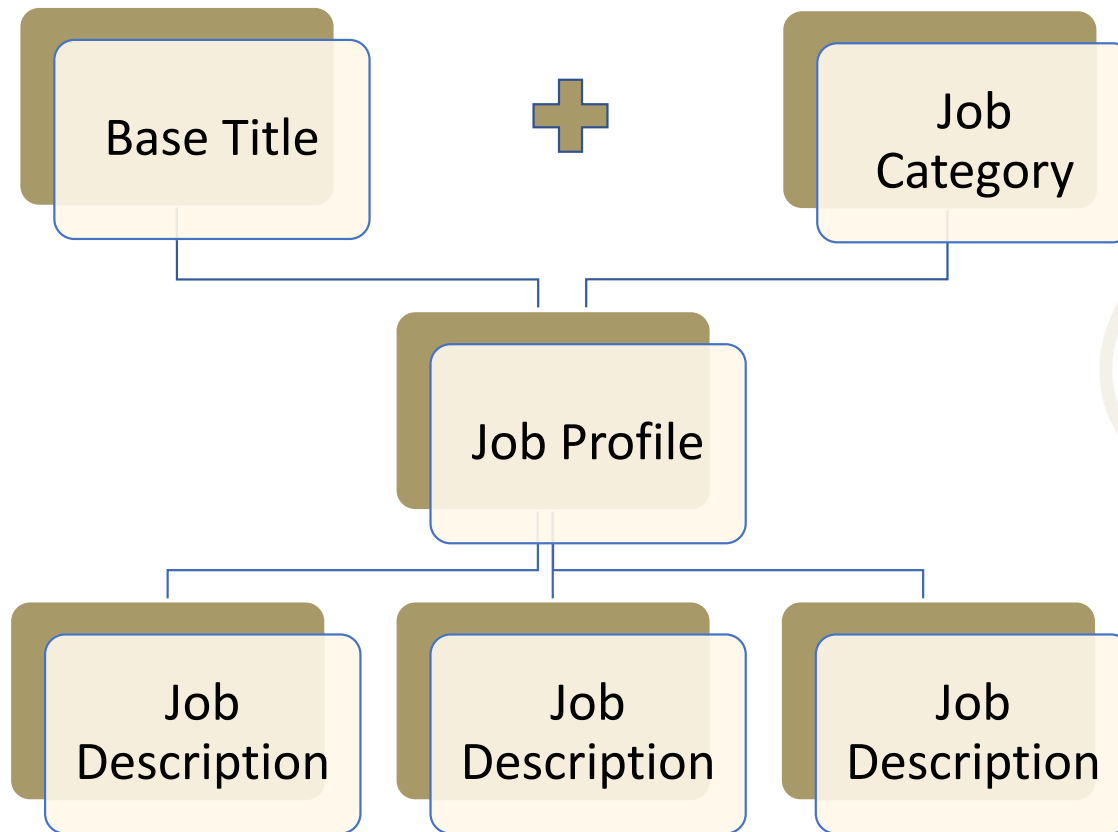 Base Title
Job
Category
Job Profile
Job
Description
Job
Description
Job
Description